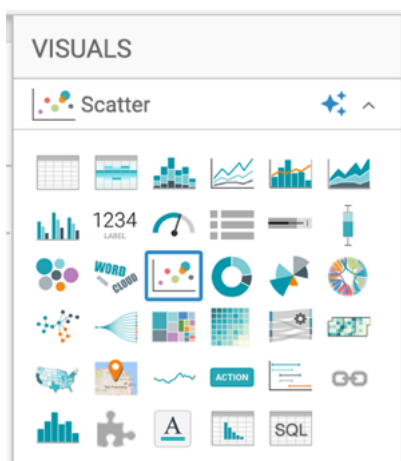 VISUALS
Scatter
1234
LABEL
WORD
CLOUD
ACTION
A
SQL